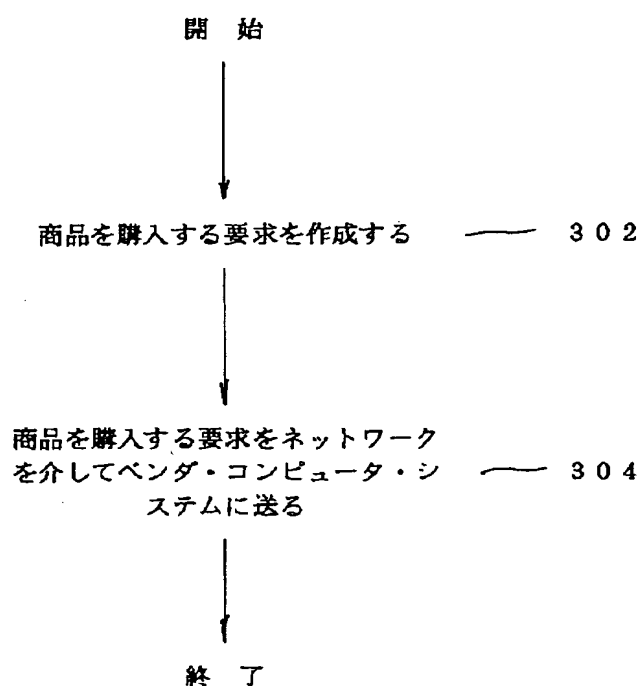 開 始
商品を購入する要求を作成する 302
商品を購入する要求をネットワーク
を介してベンダ・コンピュータ・シ 304
ステムに送る
終 了